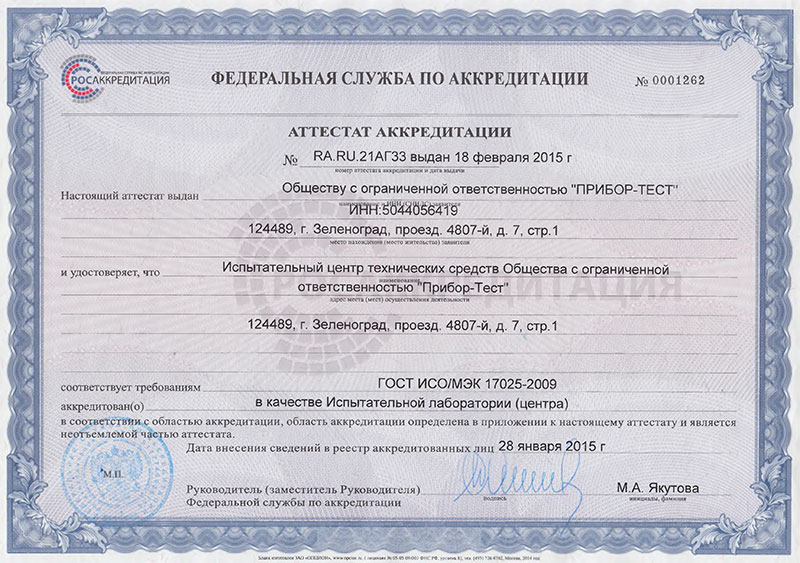 ФЕДЕРАЛЬНАЯ СЛУЖБА ПО АККРЕДИТАЦИИ
РОСАККРЕДИТАЦИЯ
ФЕДЕРАЛЬНАЯ СЛУЖБА ПО АККРЕДИТАЦИИ
№ 0001262
АТТЕСТАТ АККРЕДИТАЦИИ
№ RA.RU.21АГ33 выдан 18 февраля 2015 г
номер аттестата аккредитации и дата выдачи
Настоящий аттестат выдан Обществу с ограниченной ответственностью "ПРИБОР-ТЕСТ"
ИНН:5044056419
124489, г. Зеленоград, проезд. 4807-й, д. 7, стр.1
место нахождения (место жительства) заявителя
и удостоверяет, что Испытательный центр технических средств Общества с ограниченной
наименование
ответственностью "Прибор-Тест"
адрес места (мест) осуществления деятельности
РОСАККРЕДИТАЦИЯ
124489, г. Зеленоград, проезд. 4807-й, д. 7, стр.1
соответствует требованиям ГОСТ ИСО/МЭК 17025-2009
аккредитован(о) в качестве Испытательной лаборатории (центра)
в соответствии с областью аккредитации, область аккредитации определена в приложении к настоящему аттестату и является
неотъемлемой частью аттестата.
Дата внесения сведений в реестр аккредитованных лиц 28 января 2015 г
М.П.
Руководитель (заместитель Руководителя) М.А. Якутова
Федеральной службы по аккредитации
подпись инициалы, фамилия